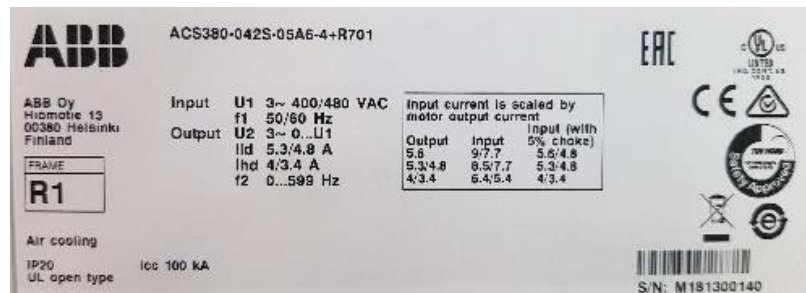 ABB
ACS380-042S-05A6-4+R701
EAC
UL
LISTED
ABB Oy
Hiomotie 13
00380 Helsinki
Finland
FRAME
R1
Air cooling
IP20
UL open type
Icc 100 kA
Input U1 3~ 400/480 VAC
f1 50/60 Hz
Output U2 3~ 0...U1
Ild 5.3/4.8 A
Ihd 4/3.4 A
f2 0...599 Hz
Input current is scaled by
motor output current
Output Input Input (with 5% choke)
5.6 9/7.7 5.6/4.8
5.3/4.8 8.5/7.7 5.3/4.8
4/3.4 6.4/5.4 4/3.4
CE
Safety Approved
S/N: M181300140